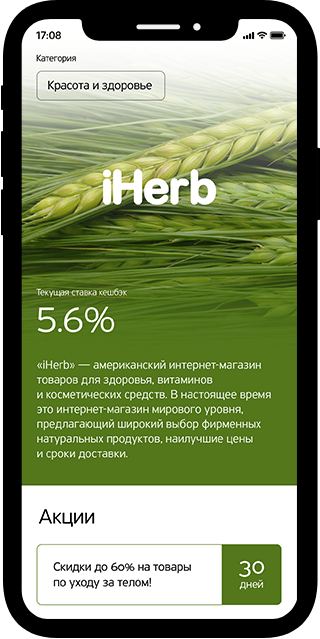 17:08
Категория
Красота и здоровье
iHerb
Текущая ставка кешбэк
5.6%
«iHerb» — американский интернет-магазин
товаров для здоровья, витаминов
и косметических средств. В настоящее время
это интернет-магазин мирового уровня,
предлагающий широкий выбор фирменных
натуральных продуктов, наилучшие цены
и сроки доставки.
Акции
Скидки до 60% на товары
по уходу за телом!
30
дней